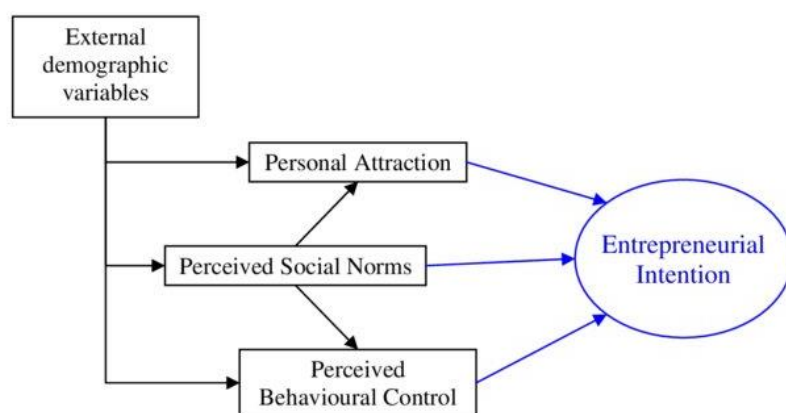 External
demographic
variables
Personal Attraction
Perceived Social Norms
Entrepreneurial
Intention
Perceived
Behavioural Control